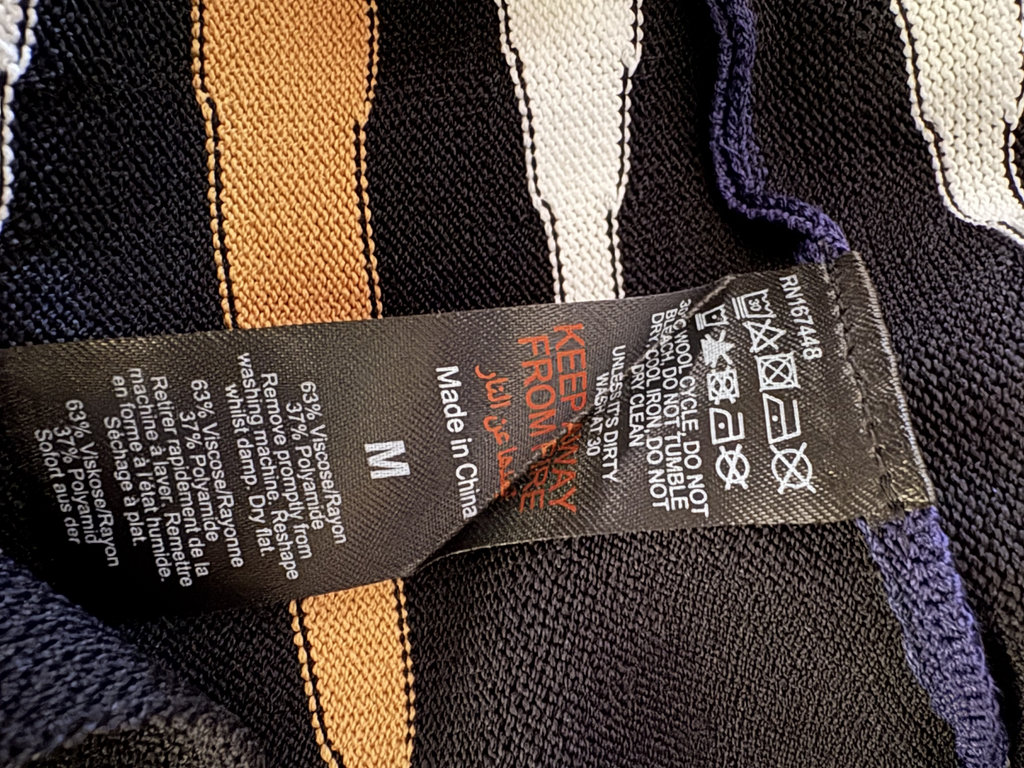 RN167448
30°C WOOL CYCLE. DO NOT
BLEACH. DO NOT TUMBLE
DRY. COOL IRON. DO NOT
DRY CLEAN
UNLESS IT'S DIRTY
WASH AT 30
KEEP AWAY
FROM FIRE
عن النار
Made in China
M
63% Viscose/Rayon
37% Polyamide
Remove promptly from
washing machine. Reshape
whilst damp. Dry flat.
63% Viscose/Rayonne
37% Polyamide
Retirer rapidement de la
machine à laver. Remettre
en forme à l'état humide.
Séchage à plat.
63% Viskose/Rayon
37% Polyamid
Sofort aus der